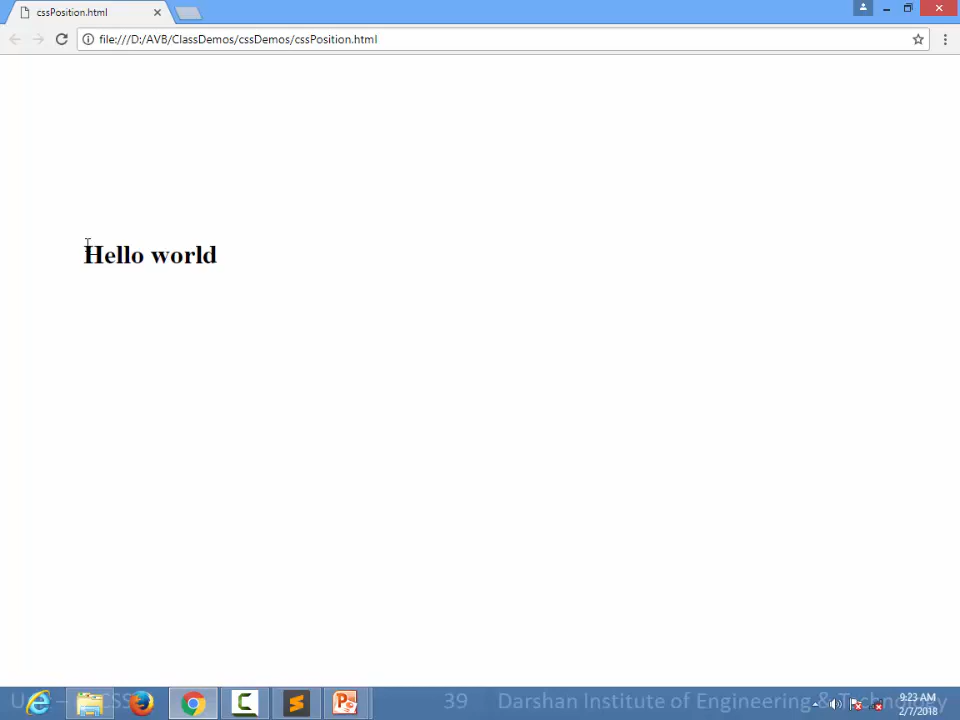 cssPosition.html
file:///D:/AVB/ClassDemos/cssDemos/cssPosition.html
Hello world
39 Darshan Institute of Engineering & Technology
9:23 AM
2/7/2018